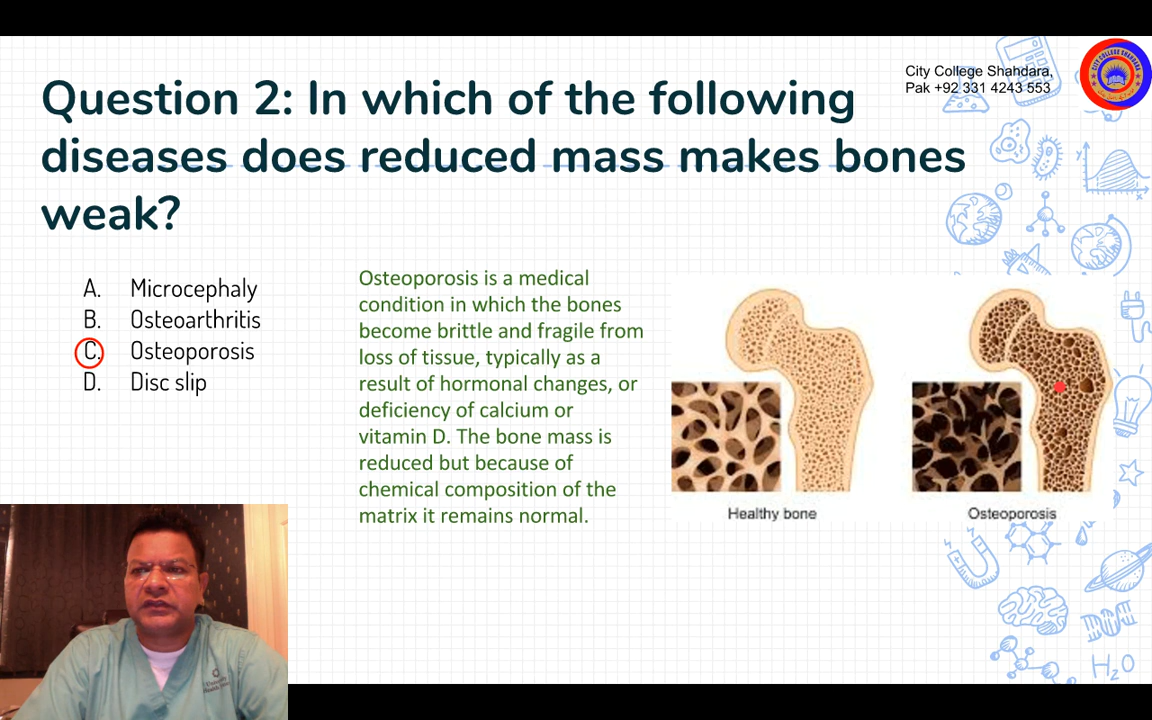 City College Shahdara,
Pak +92 331 4243 553
Question 2: In which of the following
diseases does reduced mass makes bones
weak?
A. Microcephaly
B. Osteoarthritis
C. Osteoporosis
D. Disc slip
Osteoporosis is a medical
condition in which the bones
become brittle and fragile from
loss of tissue, typically as a
result of hormonal changes, or
deficiency of calcium or
vitamin D. The bone mass is
reduced but because of
chemical composition of the
matrix it remains normal.
Healthy bone
Osteoporosis
y
x
H2O